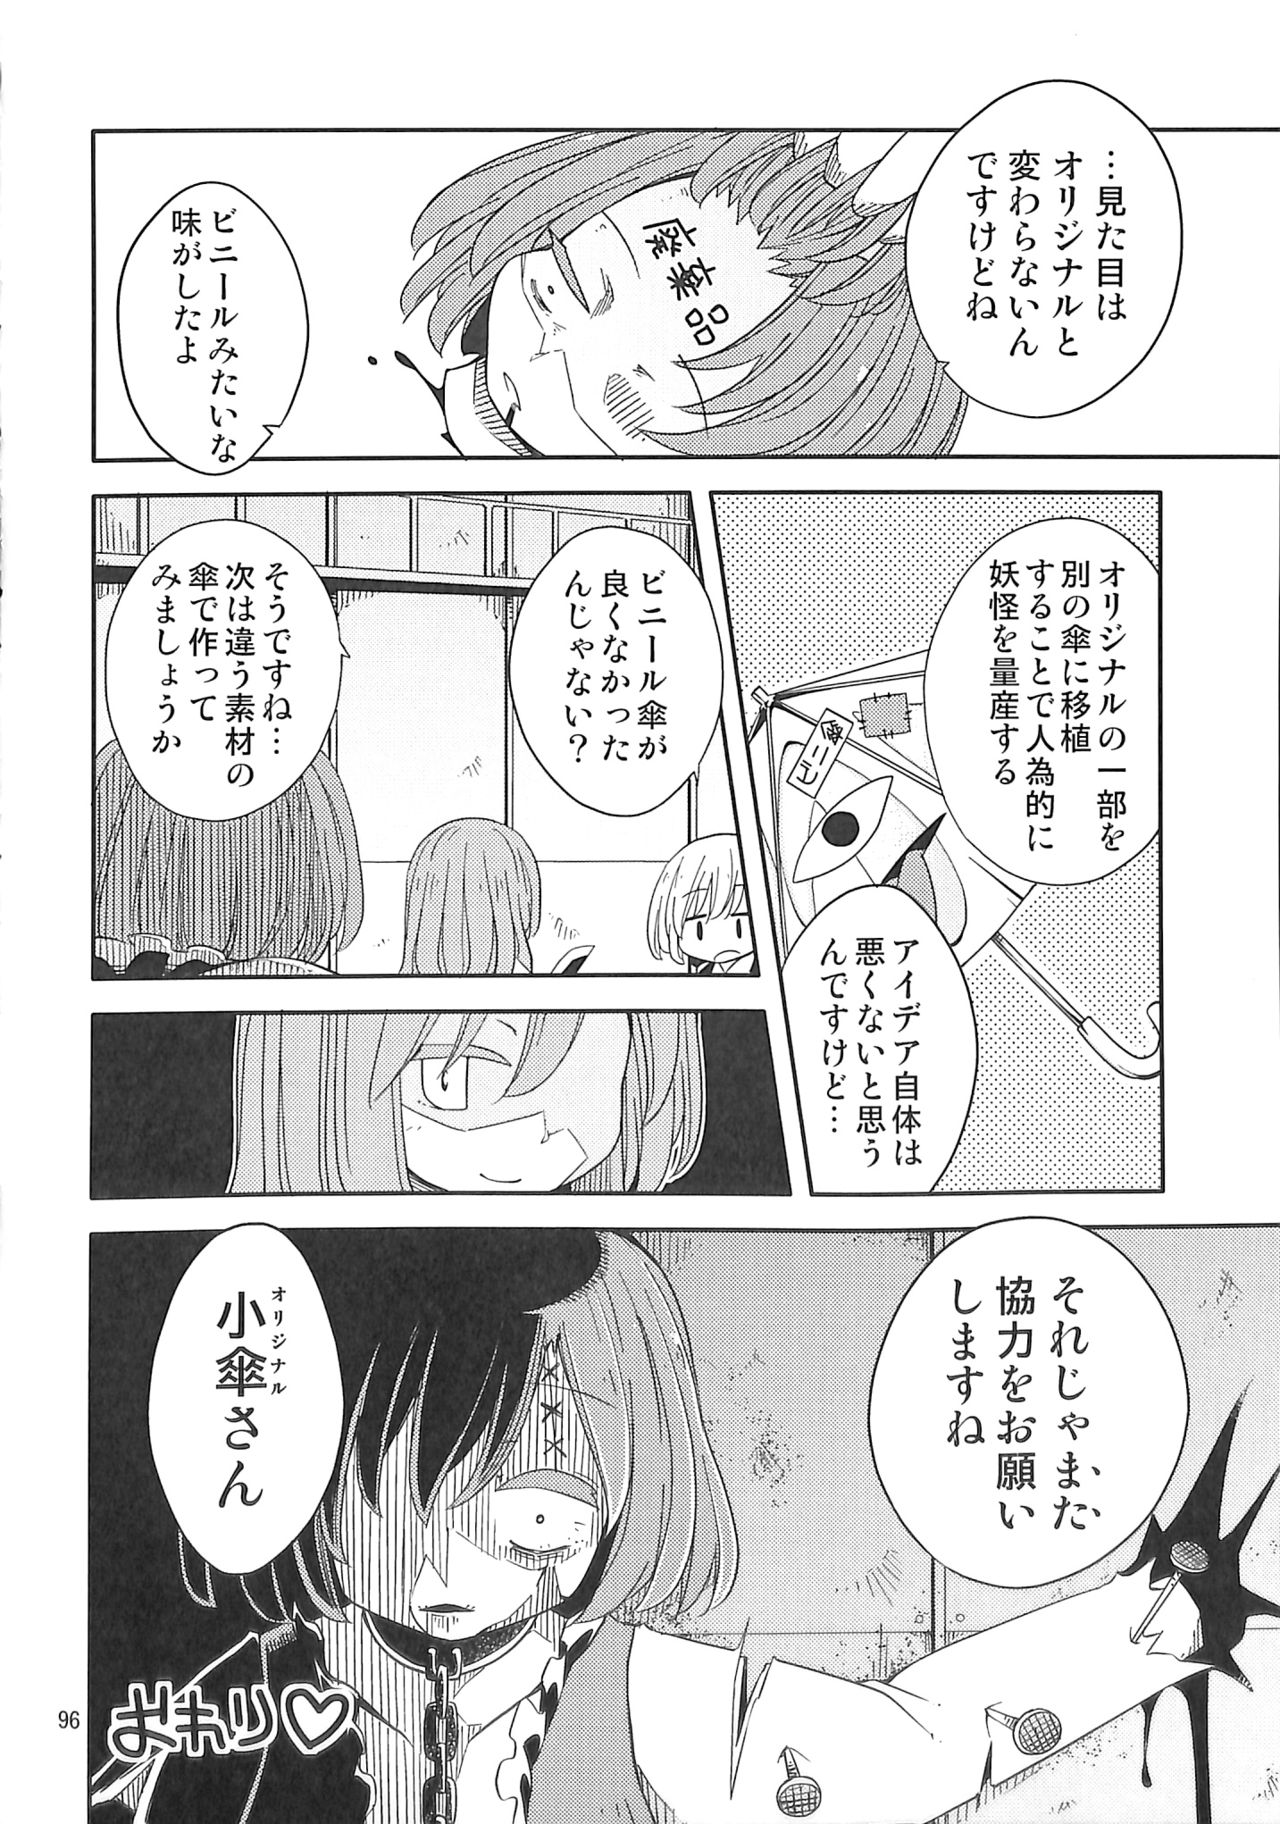 …見た目は
オリジナルと
変わらないん
ですけどね
廃棄品
ビニールみたいな
味がしたよ
オリジナルの一部を
別の傘に移植
することで人為的に
妖怪を量産する
アイデア自体は
悪くないと思う
んですけど…
ビニール傘が
良くなかった
んじゃない？
そうですね…
次は違う素材の
傘で作って
みましょうか
それじゃまた
協力をお願い
しますね
小傘さん
オリジナル
おわり♡
96